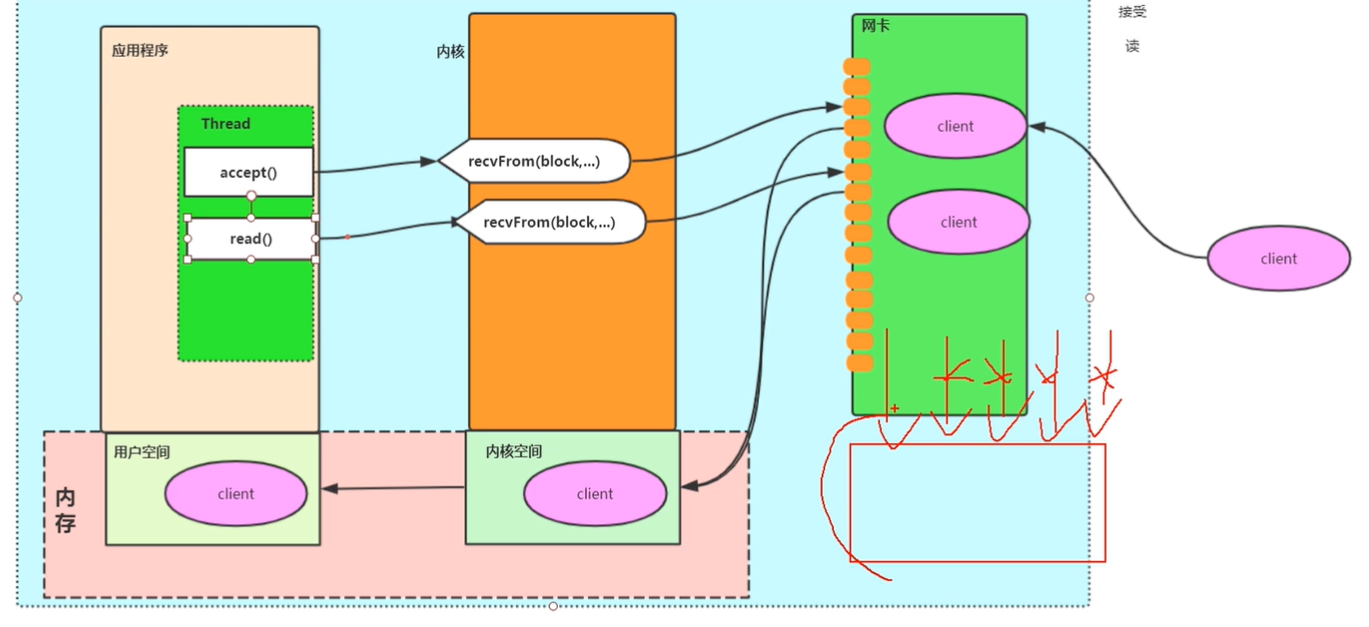 接受
读
应用程序
内核
网卡
Thread
accept()
read()
recvFrom(block,...)
recvFrom(block,...)
client
client
client
用户空间
内核空间
内存
client
client